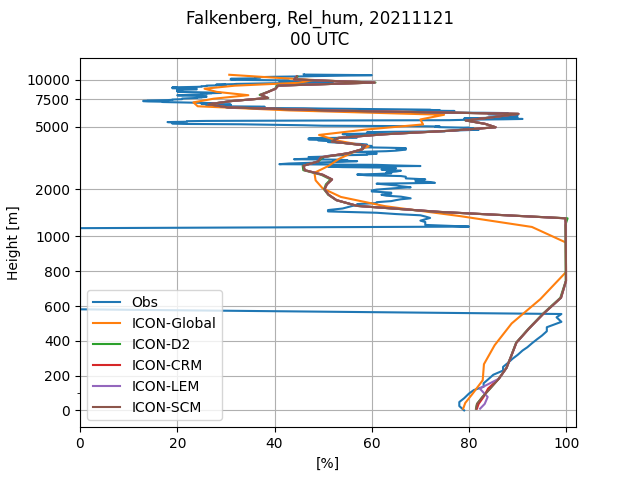 Falkenberg, Rel_hum, 20211121
00 UTC
Height [m]
10000
7500
5000
2000
1000
800
600
400
200
0
Obs
ICON-Global
ICON-D2
ICON-CRM
ICON-LEM
ICON-SCM
0 20 40 60 80 100
[%]